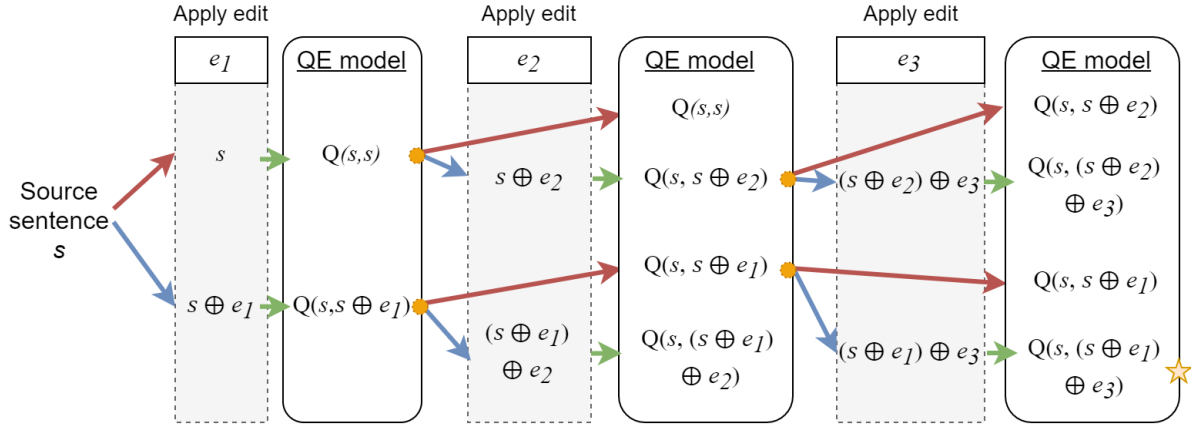 Apply edit
e1
s
s ⊕ e1
QE model
Q(s,s)
Q(s,s ⊕ e1)
Source
sentence
s
Apply edit
e2
s ⊕ e2
(s ⊕ e1)
⊕ e2
QE model
Q(s,s)
Q(s, s ⊕ e2)
Q(s, s ⊕ e1)
Q(s, (s ⊕ e1)
⊕ e2)
Apply edit
e3
(s ⊕ e2) ⊕ e3
(s ⊕ e1) ⊕ e3
QE model
Q(s, s ⊕ e2)
Q(s, (s ⊕ e2)
⊕ e3)
Q(s, s ⊕ e1)
Q(s, (s ⊕ e1)
⊕ e3)